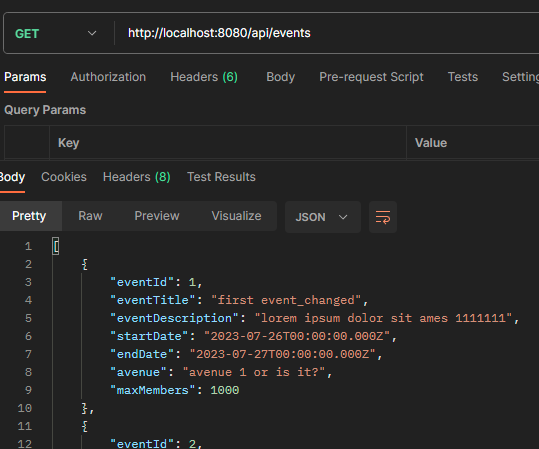 GET http://localhost:8080/api/events
Params Authorization Headers (6) Body Pre-request Script Tests Setting
Query Params
Key Value
Body Cookies Headers (8) Test Results
Pretty Raw Preview Visualize JSON
1 [
2 {
3 "eventId": 1,
4 "eventTitle": "first event_changed",
5 "eventDescription": "lorem ipsum dolor sit ames 1111111",
6 "startDate": "2023-07-26T00:00:00.000Z",
7 "endDate": "2023-07-27T00:00:00.000Z",
8 "avenue": "avenue 1 or is it?",
9 "maxMembers": 1000
10 },
11 {
12 "eventId": 2,